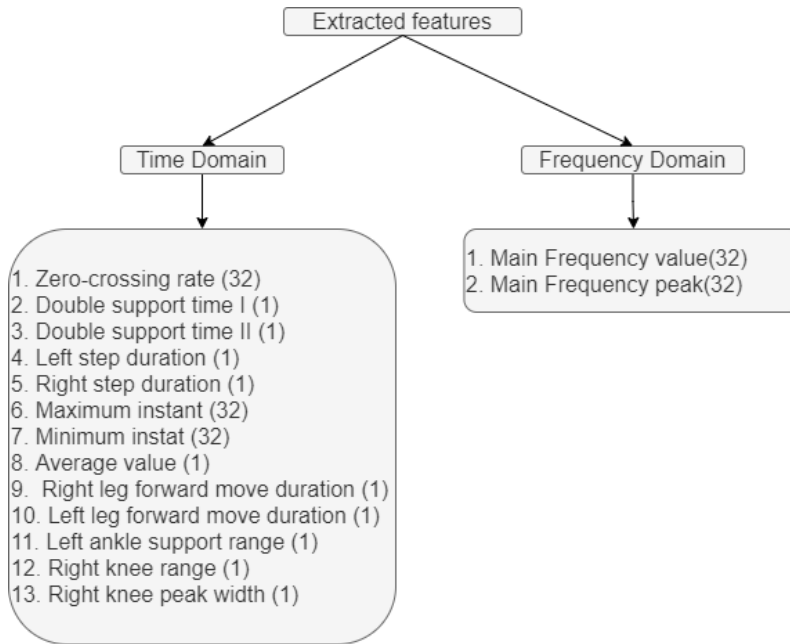 Extracted features
Time Domain
Frequency Domain
1. Zero-crossing rate (32)
2. Double support time I (1)
3. Double support time II (1)
4. Left step duration (1)
5. Right step duration (1)
6. Maximum instant (32)
7. Minimum instat (32)
8. Average value (1)
9. Right leg forward move duration (1)
10. Left leg forward move duration (1)
11. Left ankle support range (1)
12. Right knee range (1)
13. Right knee peak width (1)
1. Main Frequency value(32)
2. Main Frequency peak(32)